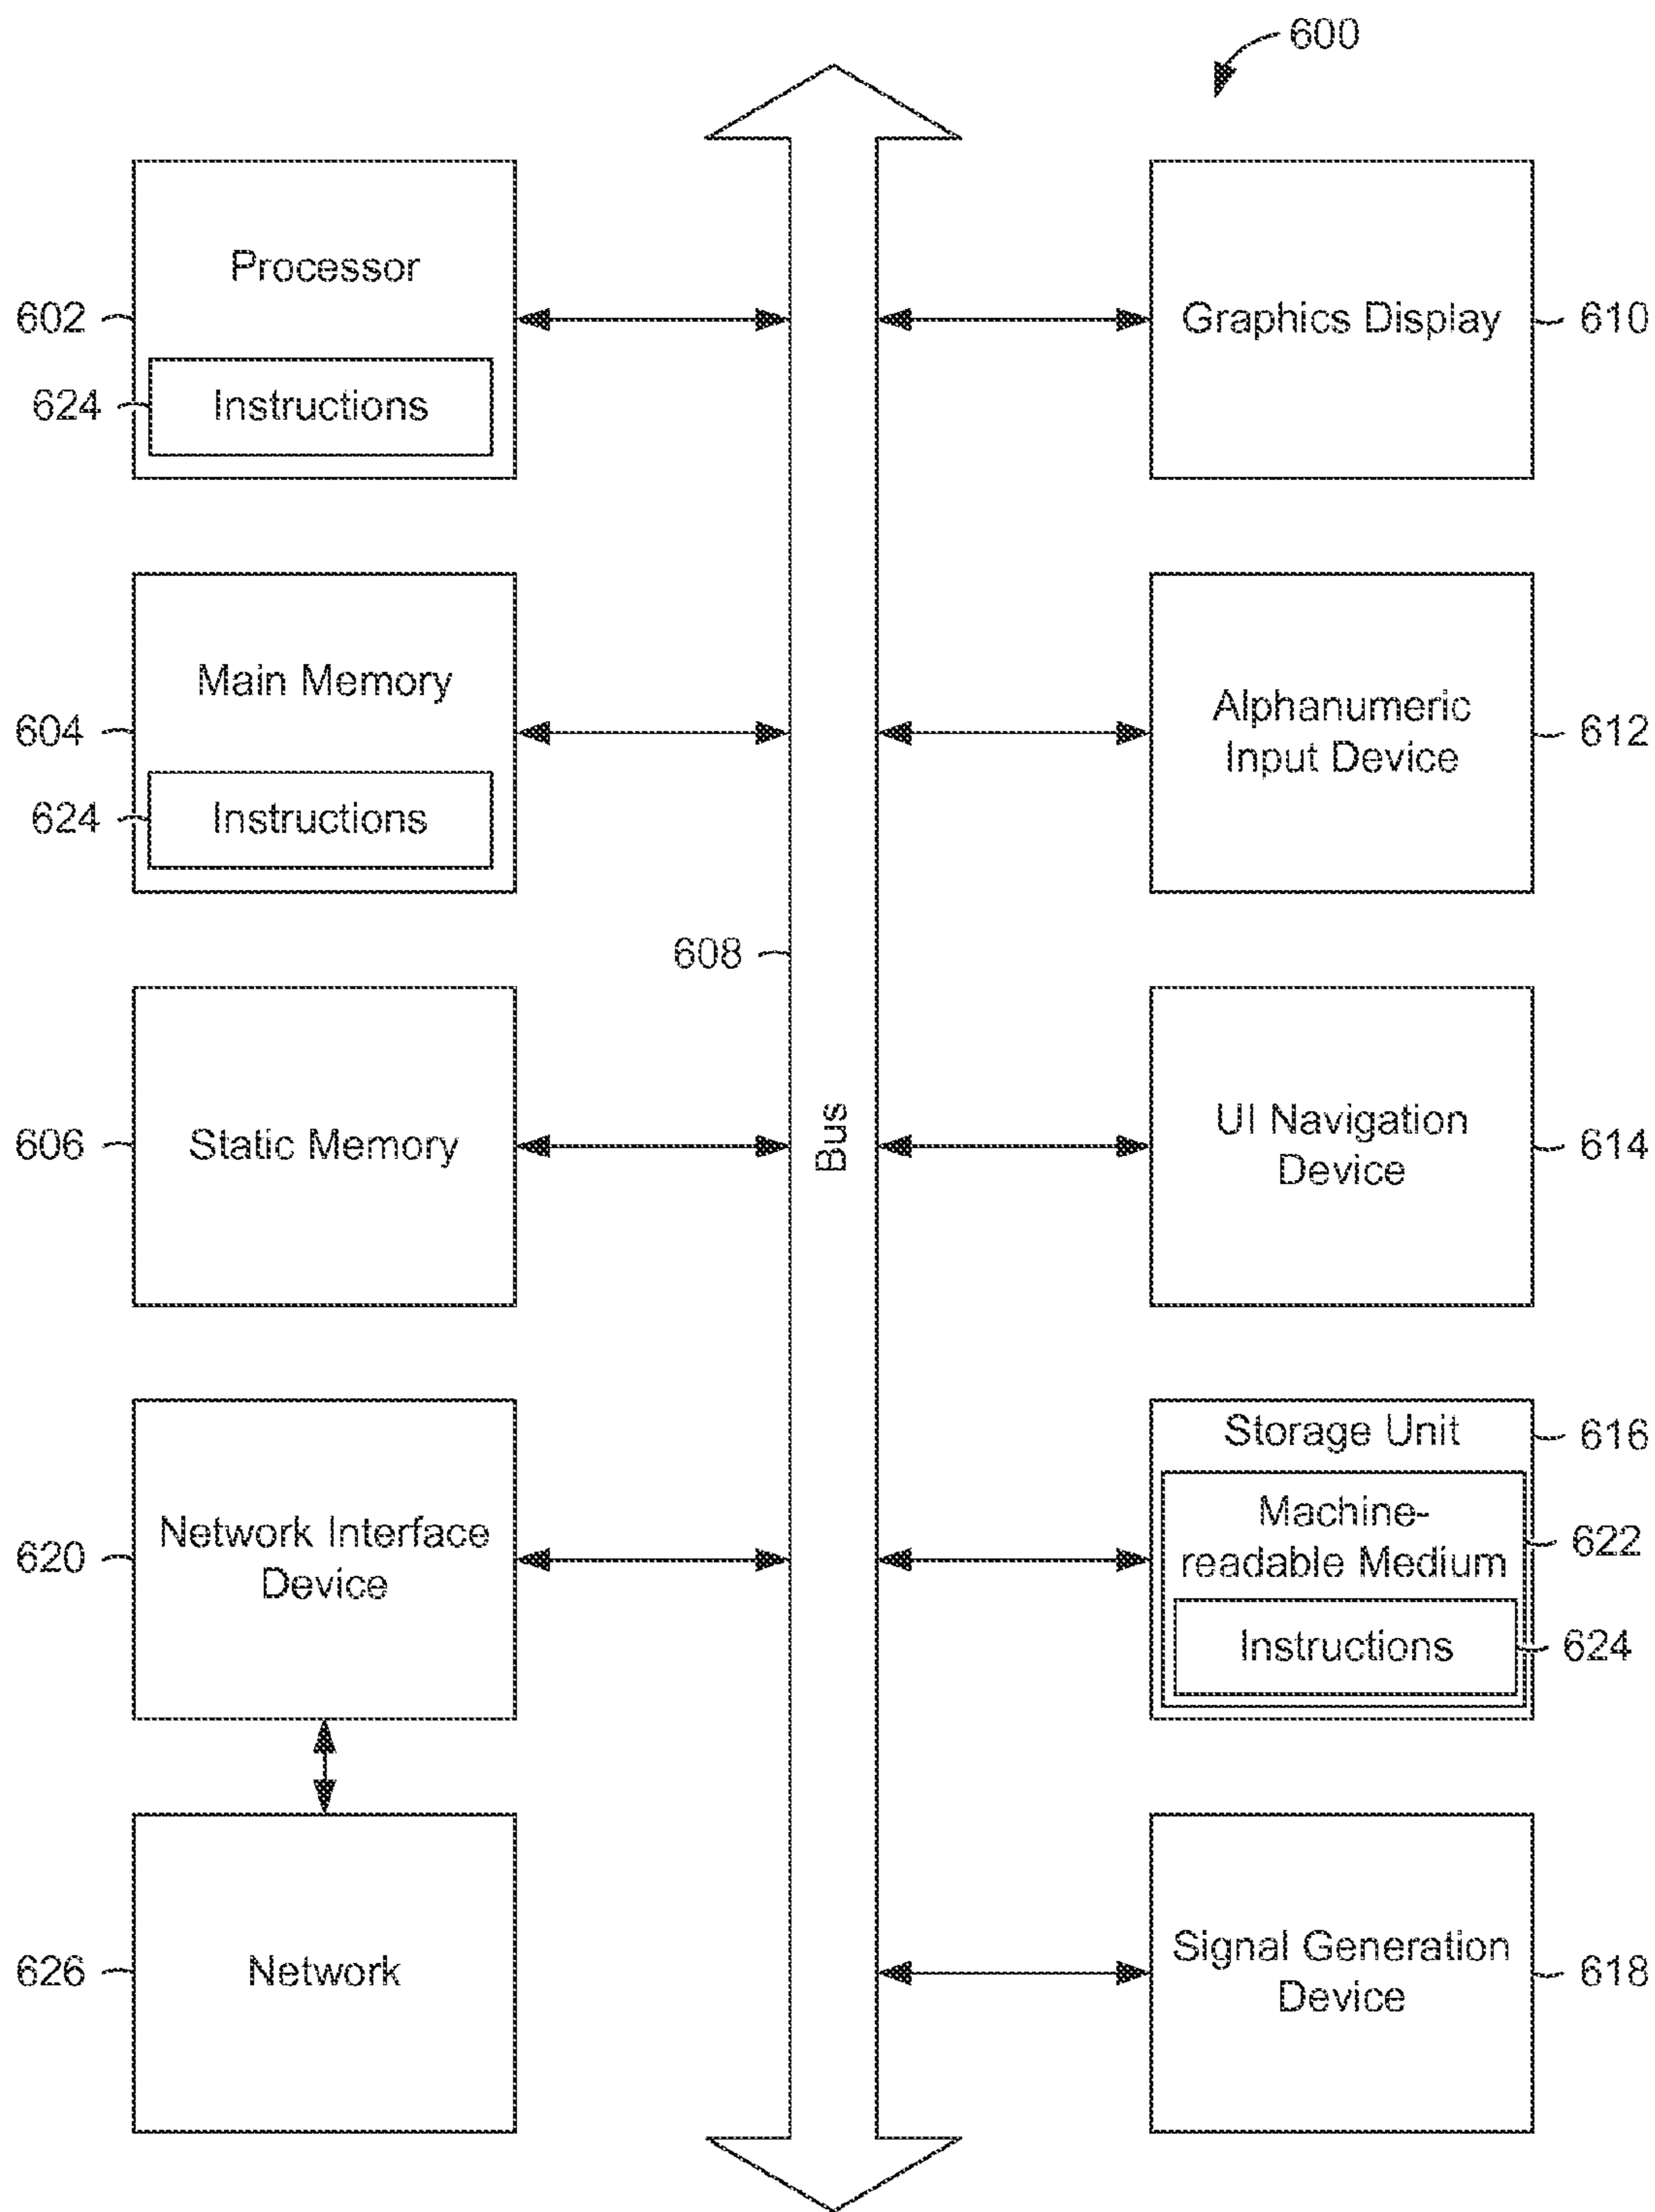 600
Processor
602
624
Instructions
Graphics Display
610
Main Memory
604
624
Instructions
Alphanumeric
Input Device
612
608
Bus
Static Memory
606
UI Navigation
Device
614
Network Interface
Device
620
Storage Unit
616
Machine-
readable Medium
622
Instructions
624
Network
626
Signal Generation
Device
618